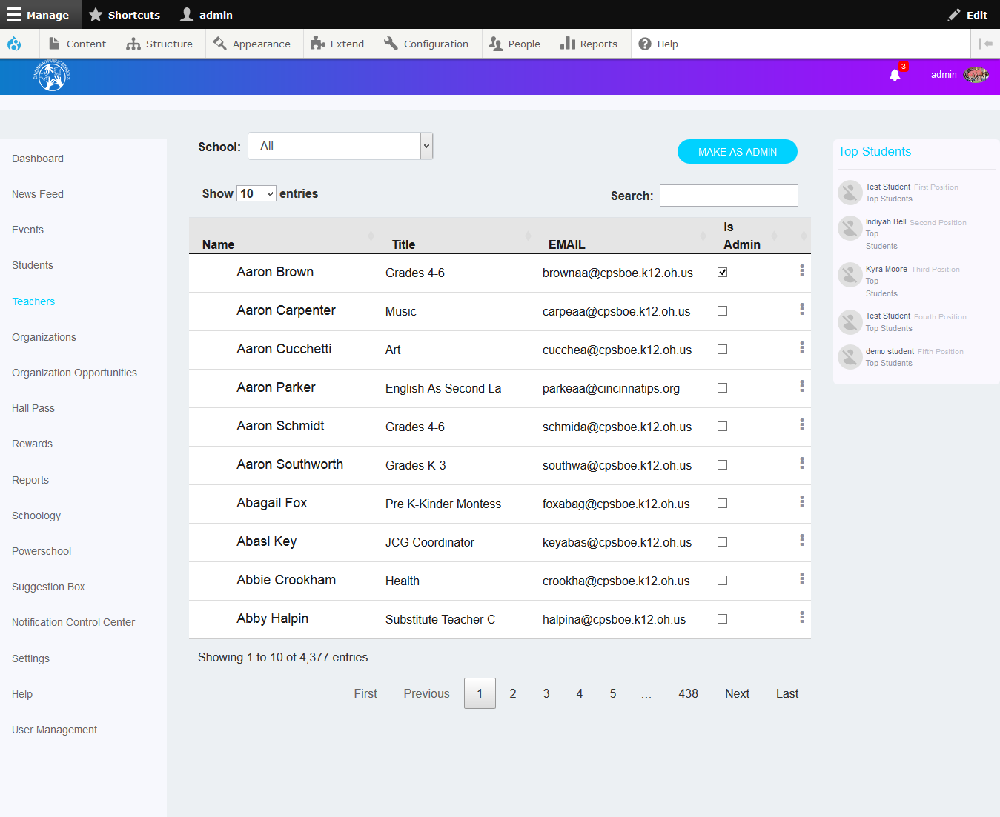 Manage Shortcuts admin Edit
Content Structure Appearance Extend Configuration People Reports Help
CINCINNATI PUBLIC SCHOOLS
3
admin
Dashboard
News Feed
Events
Students
Teachers
Organizations
Organization Opportunities
Hall Pass
Rewards
Reports
Schoology
Powerschool
Suggestion Box
Notification Control Center
Settings
Help
User Management
School: All
MAKE AS ADMIN
Show 10 entries
Search:
Name Title EMAIL Is Admin
Aaron Brown Grades 4-6 brownaa@cpsboe.k12.oh.us
Aaron Carpenter Music carpeaa@cpsboe.k12.oh.us
Aaron Cucchetti Art cucchea@cpsboe.k12.oh.us
Aaron Parker English As Second La parkeaa@cincinnatips.org
Aaron Schmidt Grades 4-6 schmida@cpsboe.k12.oh.us
Aaron Southworth Grades K-3 southwa@cpsboe.k12.oh.us
Abagail Fox Pre K-Kinder Montess foxabag@cpsboe.k12.oh.us
Abasi Key JCG Coordinator keyabas@cpsboe.k12.oh.us
Abbie Crookham Health crookha@cpsboe.k12.oh.us
Abby Halpin Substitute Teacher C halpina@cpsboe.k12.oh.us
Showing 1 to 10 of 4,377 entries
First Previous 1 2 3 4 5 … 438 Next Last
Top Students
Test Student First Position
Top Students
Indiyah Bell Second Position
Top
Students
Kyra Moore Third Position
Top
Students
Test Student Fourth Position
Top Students
demo student Fifth Position
Top Students